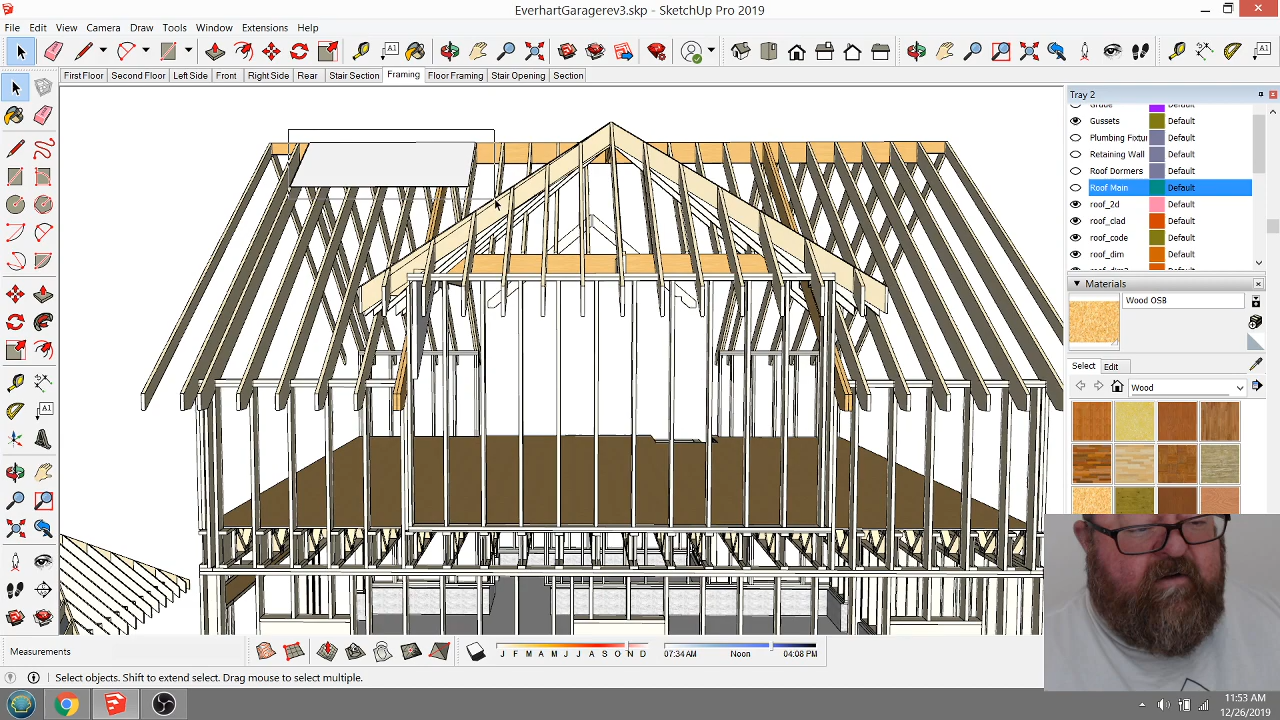 EverhartGaragerev3.skp - SketchUp Pro 2019
File Edit View Camera Draw Tools Window Extensions Help
First Floor Second Floor Left Side Front Right Side Rear Stair Section Framing Floor Framing Stair Opening Section
Tray 2
Default
Gussets Default
Plumbing Fixtu Default
Retaining Wall Default
Roof Dormers Default
Roof Main Default
roof_2d Default
roof_clad Default
roof_code Default
roof_dim Default
Default
Materials
Wood OSB
Select Edit
Wood
Measurements
J F M A M J J A S O N D
07:34 AM Noon 04:08 PM
Select objects. Shift to extend select. Drag mouse to select multiple.
11:53 AM
12/26/2019